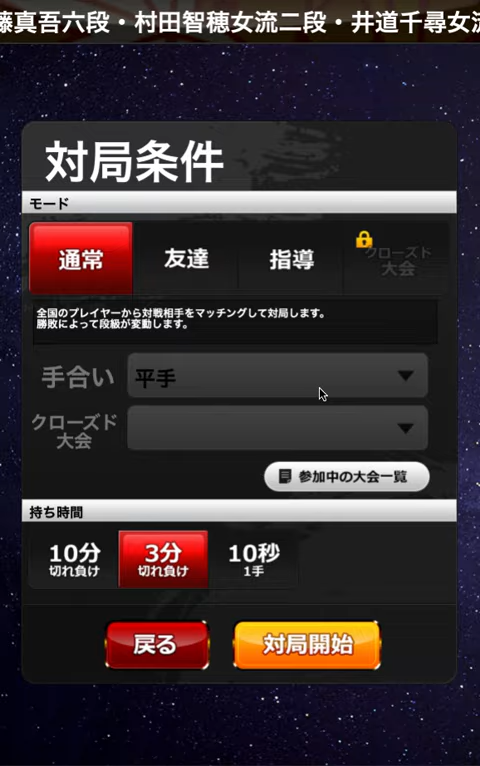 藤真吾六段・村田智穂女流二段・井道千尋女流
対局条件
モード
通常
友達
指導
クローズド
大会
全国のプレイヤーから対戦相手をマッチングして対局します。
勝敗によって段級が変動します。
手合い
平手
クローズド
大会
参加中の大会一覧
持ち時間
10分
切れ負け
3分
切れ負け
10秒
1手
戻る
対局開始